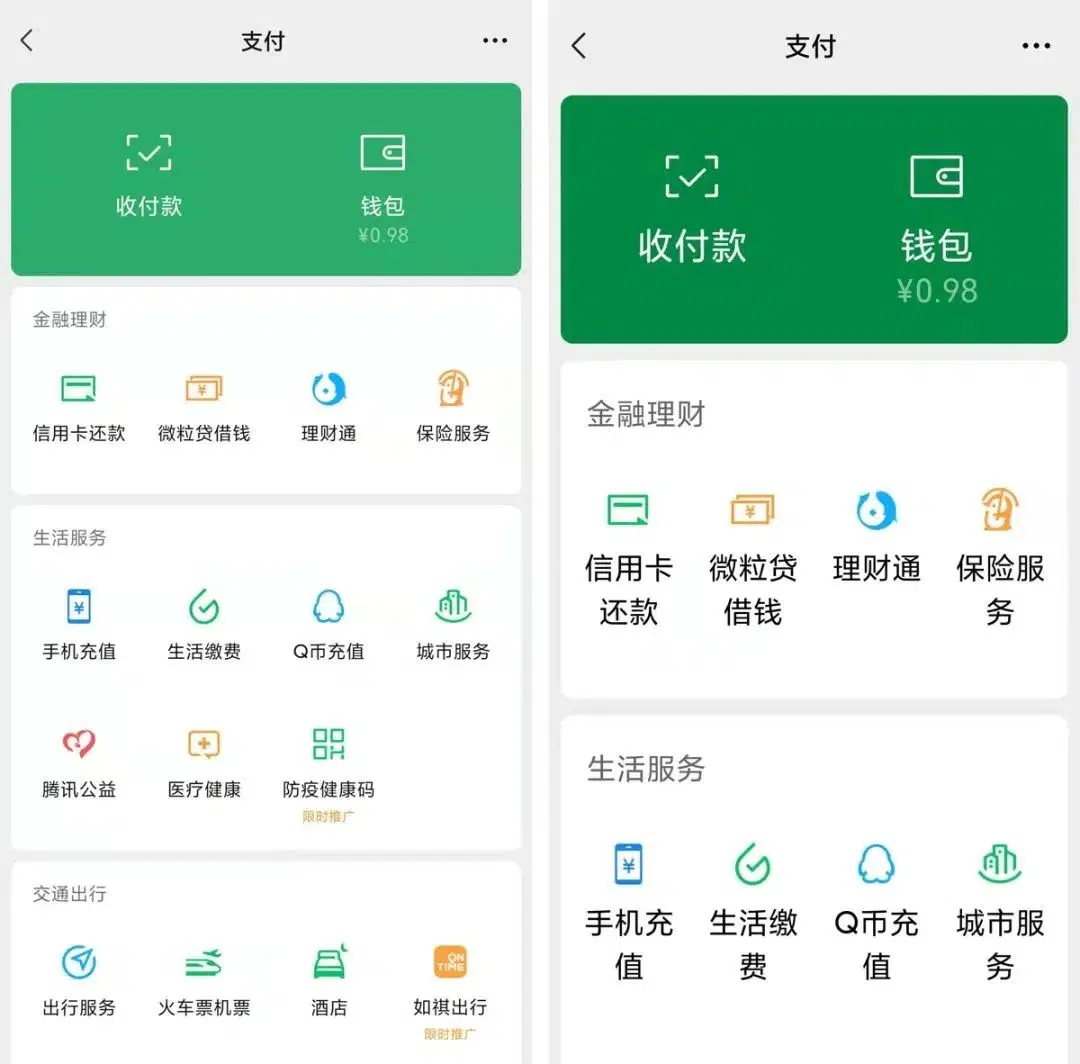 支付
收付款
钱包
¥0.98
金融理财
信用卡还款
微粒贷借钱
理财通
保险服务
生活服务
手机充值
生活缴费
Q币充值
城市服务
腾讯公益
医疗健康
防疫健康码
限时推广
交通出行
ON
TIME
出行服务
火车票机票
酒店
如祺出行
限时推广
支付
收付款
钱包
¥0.98
金融理财
信用卡
还款
微粒贷
借钱
理财通
保险服
务
生活服务
手机充
值
生活缴
费
Q币充
值
城市服
务